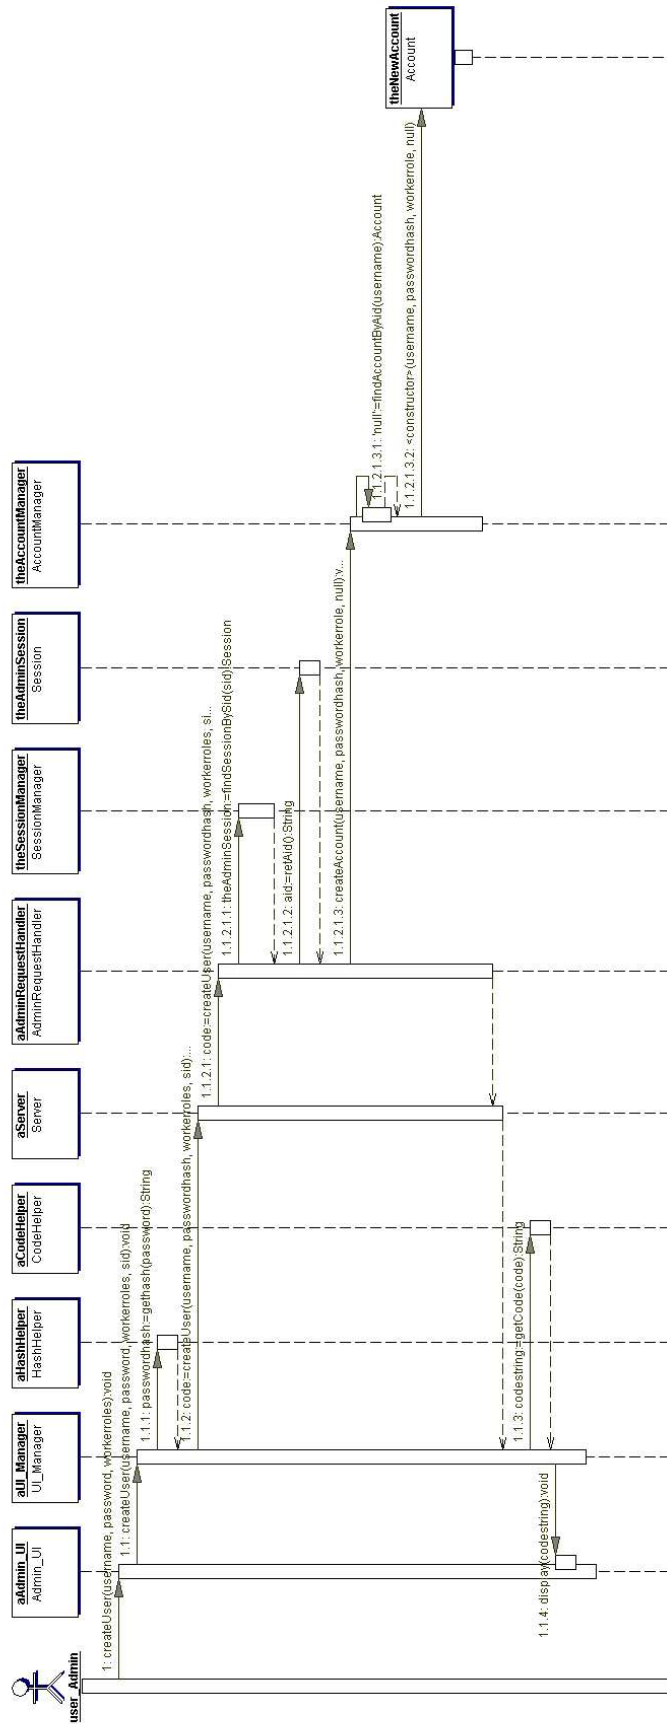 user_Admin
aAdmin_UI
Admin_UI
aUI_Manager
UI_Manager
aHashHelper
HashHelper
aCodeHelper
CodeHelper
aServer
Server
aAdminRequestHandler
AdminRequestHandler
theSessionManager
SessionManager
theAdminSession
Session
theAccountManager
AccountManager
theNewAccount
Account
1: createUser(username, password, workerroles):void
1.1: createUser(username, password, workerroles, sid):void
1.1.1: passwordhash:=gethash(password):String
1.1.2: code:=createUser(username, passwordhash, workerroles, sid):...
1.1.2.1: code:=createUser(username, passwordhash, workerroles, si...
1.1.2.1.1: theAdminSession:=findSessionBySid(sid):Session
1.1.2.1.2: aid:=retAid():String
1.1.2.1.3: createAccount(username, passwordhash, workerrole, null):v...
1.1.2.1.3.1: 'null':=findAccountByAid(username):Account
1.1.2.1.3.2: <constructor>(username, passwordhash, workerrole, null)
1.1.3: codestring:=getCode(code):String
1.1.4: display(codestring):void